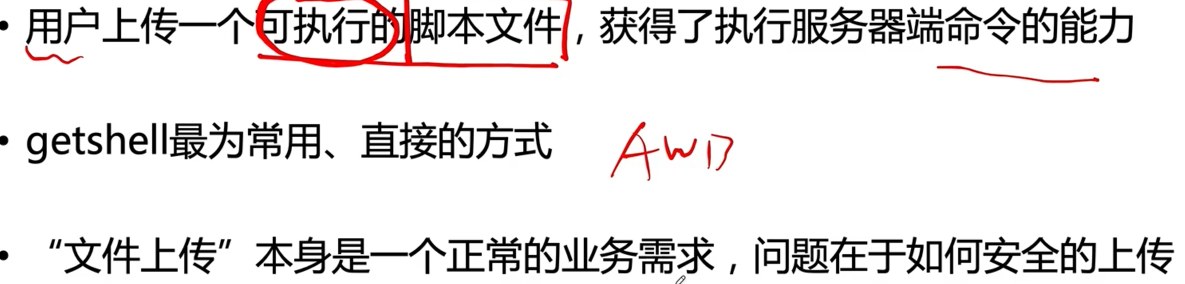 • 用户上传一个可执行的脚本文件，获得了执行服务器端命令的能力
• getshell最为常用、直接的方式 AWD
• “文件上传”本身是一个正常的业务需求，问题在于如何安全的上传